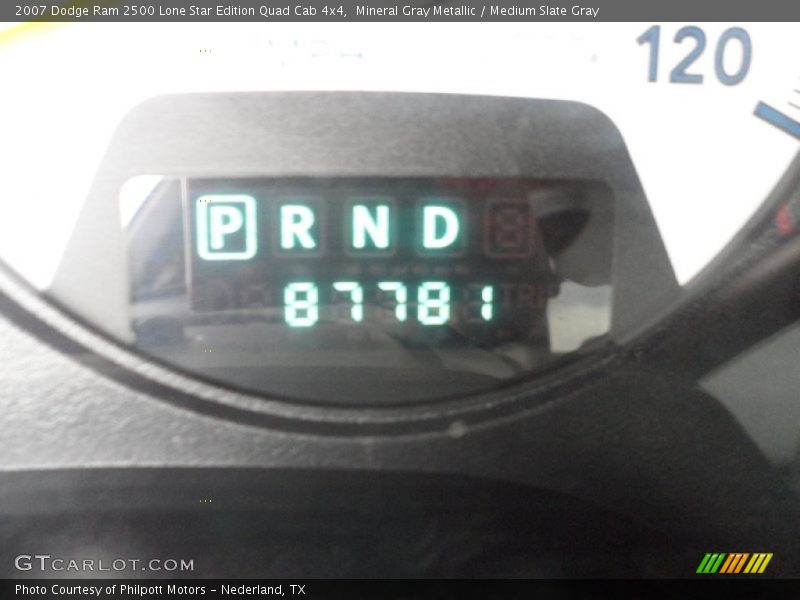 2007 Dodge Ram 2500 Lone Star Edition Quad Cab 4x4,  Mineral Gray Metallic / Medium Slate Gray
120
P R N D
87781
GTCARLOT.COM
Photo Courtesy of Philpott Motors - Nederland, TX